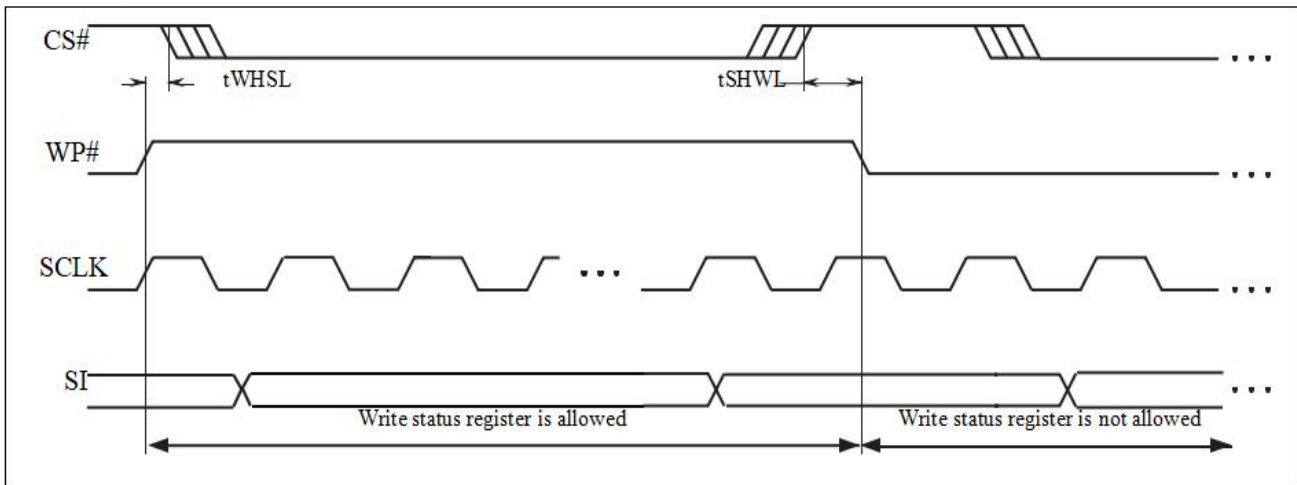 CS#
tWHSL
tSHWL
...
WP#
...
SCLK
...
...
SI
...
Write status register is allowed
Write status register is not allowed